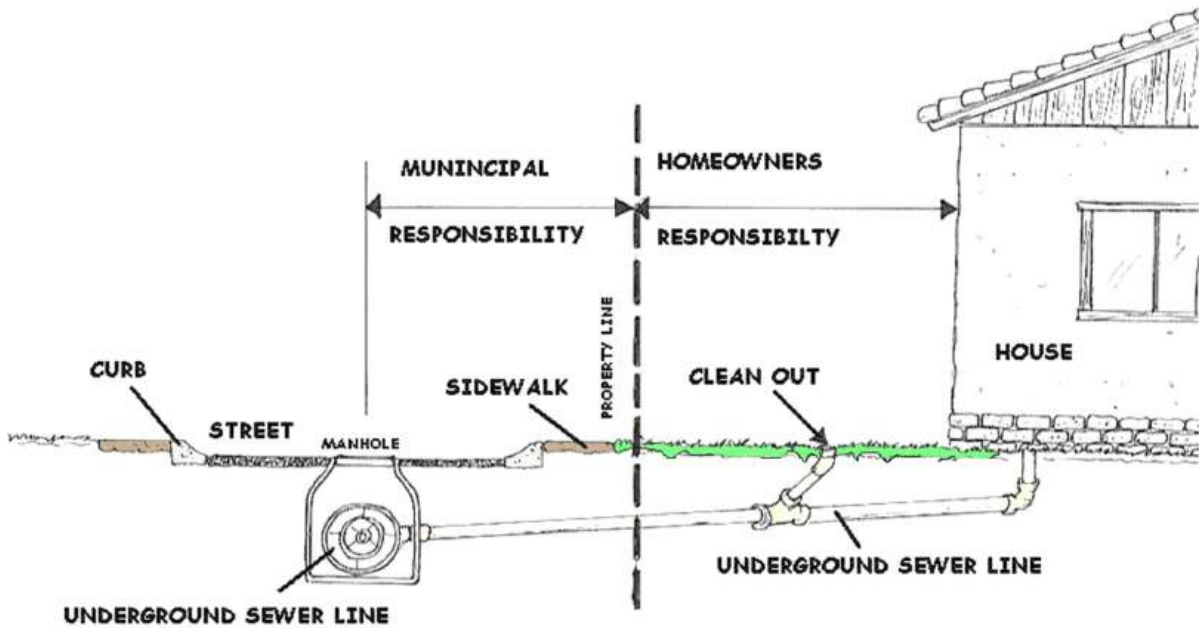 MUNINCIPAL
RESPONSIBILITY
HOMEOWNERS
RESPONSIBILTY
PROPERTY LINE
HOUSE
CURB
STREET
MANHOLE
SIDEWALK
CLEAN OUT
UNDERGROUND SEWER LINE
UNDERGROUND SEWER LINE